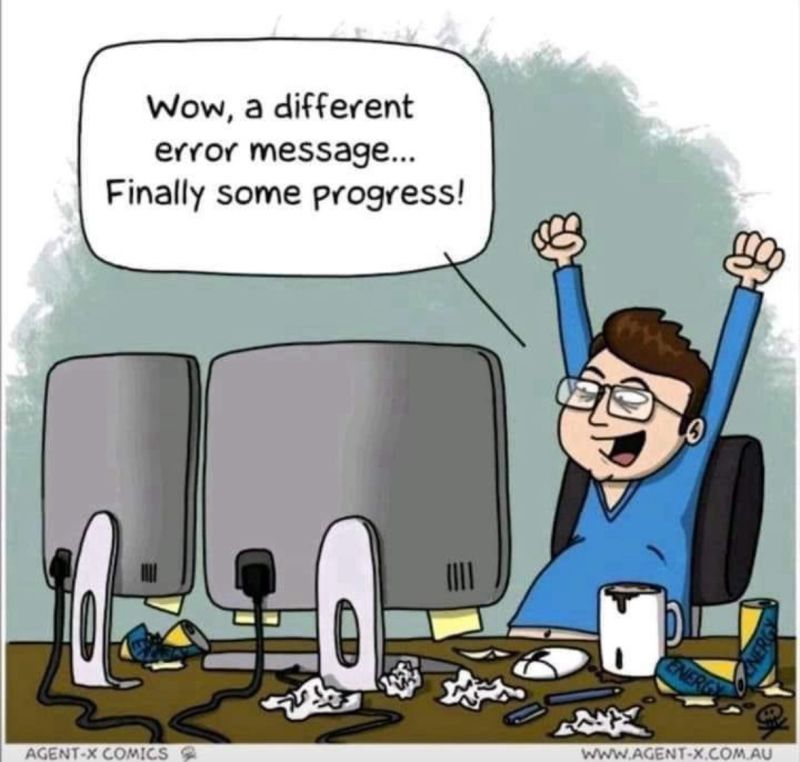 Wow, a different
error message...
Finally some progress!
ENERGY
ENERGY
AGENT-X COMICS
WWW.AGENT-X.COM.AU